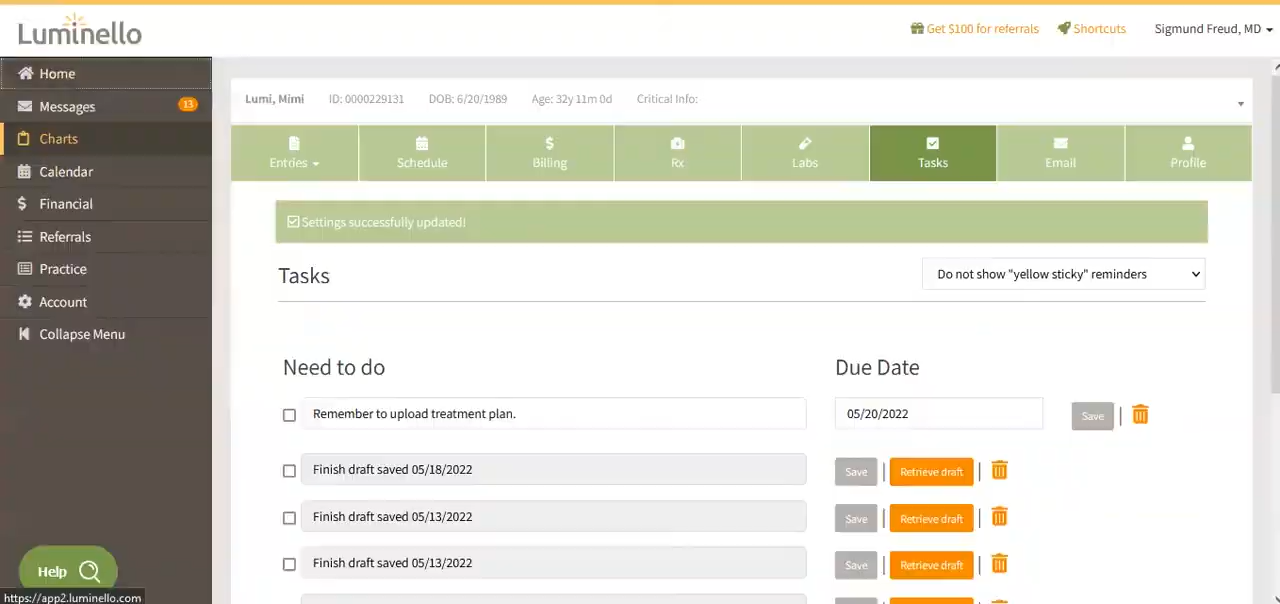 Luminello
Get $100 for referrals
Shortcuts
Sigmund Freud, MD
Home
Messages
13
Charts
Calendar
Financial
Referrals
Practice
Account
Collapse Menu
Help
https://app2.luminello.com
Lumi, Mimi ID: 0000229131 DOB: 6/20/1989 Age: 32y 11m 0d Critical Info:
Entries
Schedule
Billing
Rx
Labs
Tasks
Email
Profile
Settings successfully updated!
Tasks
Do not show "yellow sticky" reminders
Need to do
Due Date
Remember to upload treatment plan.
05/20/2022
Save |
Finish draft saved 05/18/2022
Save | Retrieve draft |
Finish draft saved 05/13/2022
Save | Retrieve draft |
Finish draft saved 05/13/2022
Save | Retrieve draft |